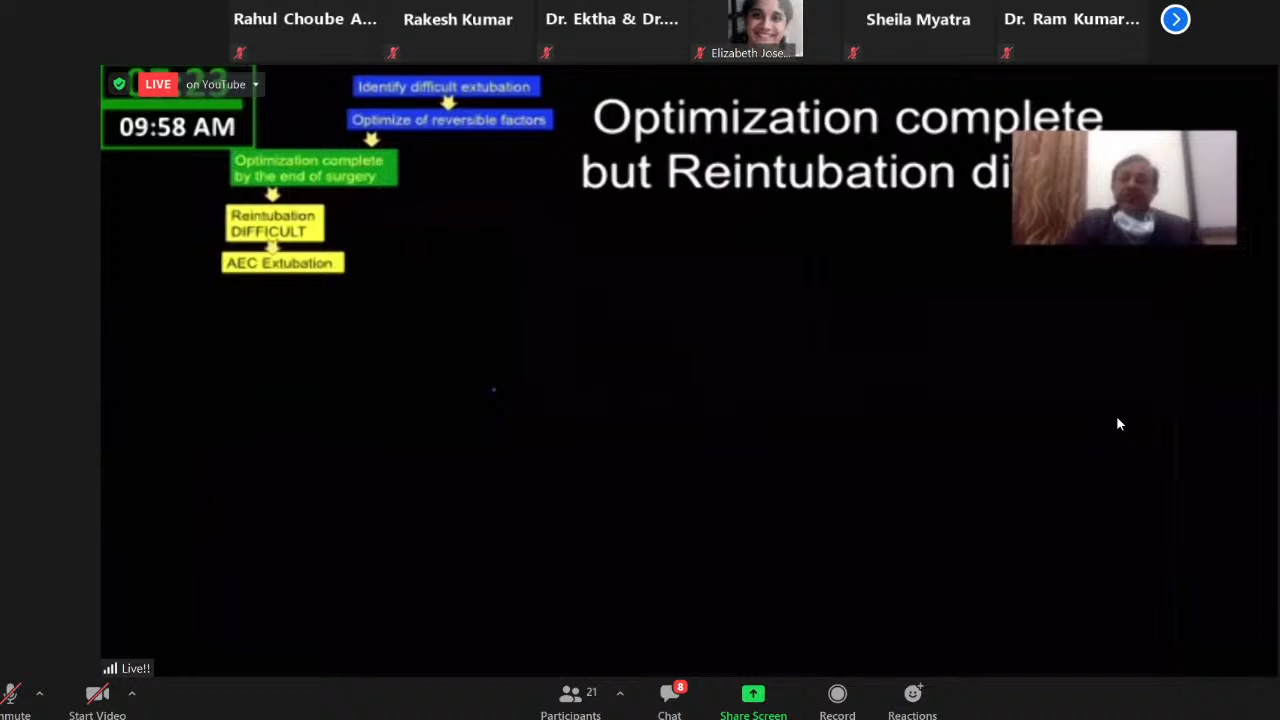 Rahul Choube A...
Rakesh Kumar
Dr. Ektha & Dr....
Elizabeth Jose...
Sheila Myatra
Dr. Ram Kumar...
LIVE
on YouTube
09:58 AM
Identify difficult extubation
Optimize of reversible factors
Optimization complete
by the end of surgery
Reintubation
DIFFICULT
AEC Extubation
Optimization complete
but Reintubation
Live!!
nmute
Start Video
Participants
21
Chat
8
Share Screen
Record
Reactions